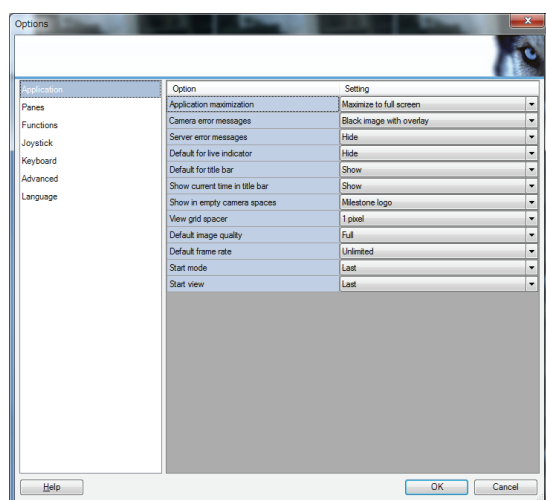 Options
Application
Panes
Functions
Joystick
Keyboard
Advanced
Language
Option Setting
Application maximization Maximize to full screen
Camera error messages Black image with overlay
Server error messages Hide
Default for live indicator Hide
Default for title bar Show
Show current time in title bar Show
Show in empty camera spaces Milestone logo
View grid spacer 1 pixel
Default image quality Full
Default frame rate Unlimited
Start mode Last
Start view Last
Help OK Cancel